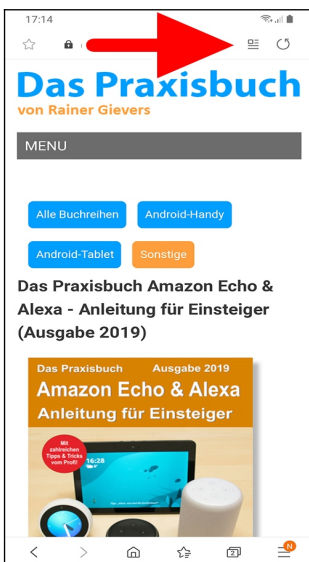 17:14
Das Praxisbuch
von Rainer Gievers
MENU
Alle Buchreihen Android-Handy
Android-Tablet Sonstige
Das Praxisbuch Amazon Echo &
Alexa - Anleitung für Einsteiger
(Ausgabe 2019)
Das Praxisbuch Ausgabe 2019
Amazon Echo & Alexa
Anleitung für Einsteiger
Mit
zahlreichen
Tipps & Tricks
vom Profi!
16:28
2
N